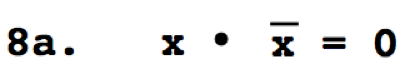 8a. x • x̅ = 0